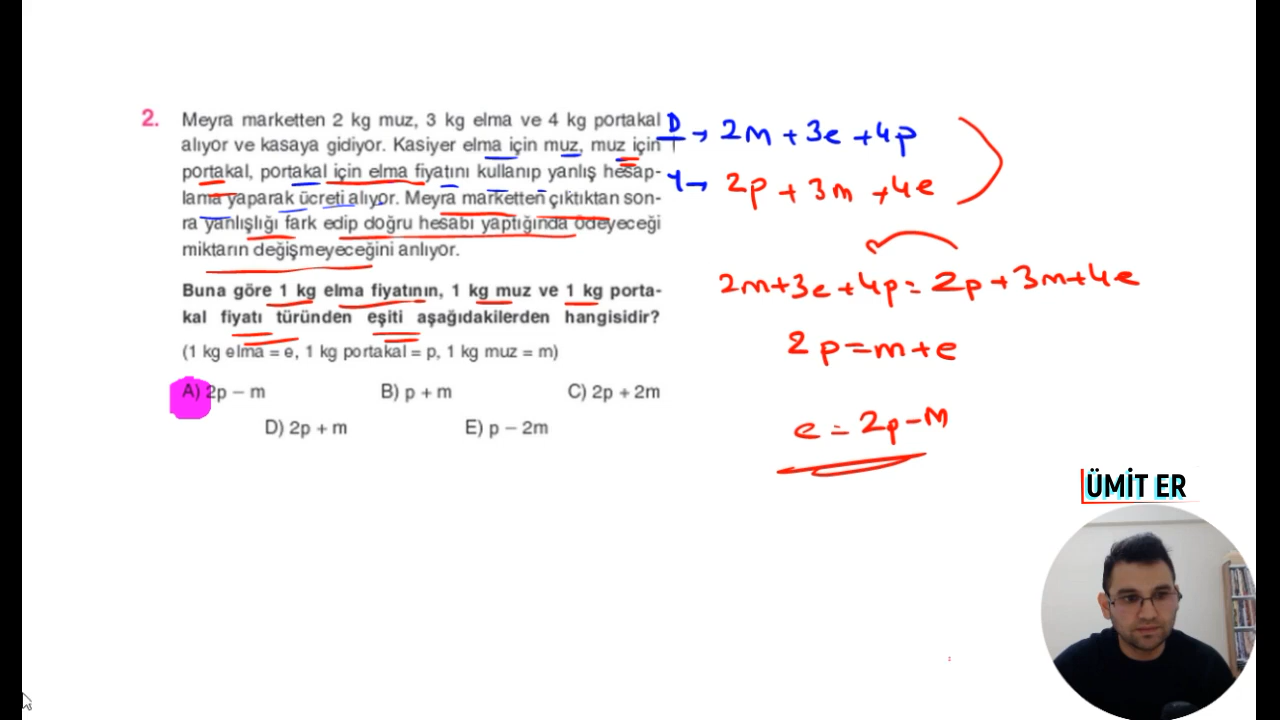 2. Meyra marketten 2 kg muz, 3 kg elma ve 4 kg portakal
alıyor ve kasaya gidiyor. Kasiyer elma için muz, muz için
portakal, portakal için elma fiyatını kullanıp yanlış hesap-
lama yaparak ücreti alıyor. Meyra marketten çıktıktan son-
ra yanlışlığı fark edip doğru hesabı yaptığında ödeyeceği
miktarın değişmeyeceğini anlıyor.
Buna göre 1 kg elma fiyatının, 1 kg muz ve 1 kg porta-
kal fiyatı türünden eşiti aşağıdakilerden hangisidir?
(1 kg elma = e, 1 kg portakal = p, 1 kg muz = m)
A) 2p – m B) p + m C) 2p + 2m
D) 2p + m E) p – 2m
D → 2m + 3e + 4p
Y → 2p + 3m + 4e
2m+3e+4p = 2p+3m+4e
2p = m+e
e = 2p-m
ÜMİT ER